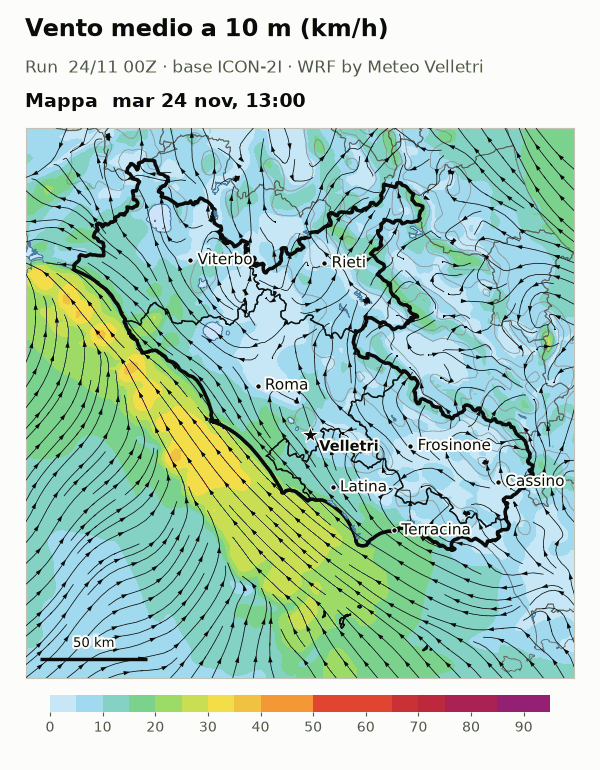 Vento medio a 10 m (km/h)
Run  24/11 00Z · base ICON-2I · WRF by Meteo Velletri
Mappa  mar 24 nov, 13:00
Viterbo
Rieti
Roma
Velletri
Frosinone
Cassino
Latina
Terracina
50 km
0 10 20 30 40 50 60 70 80 90